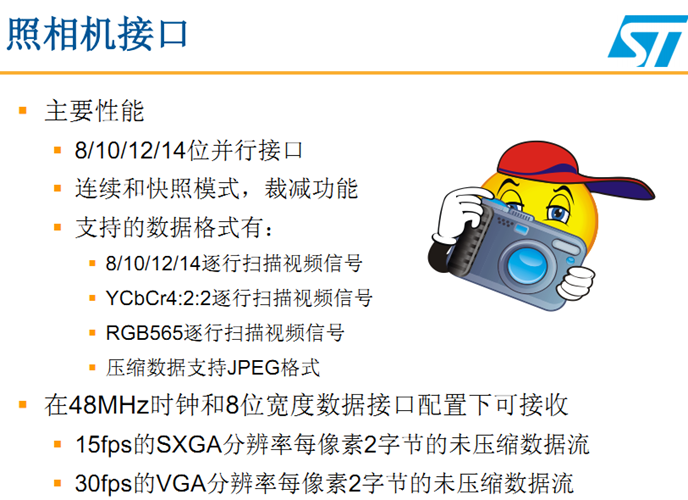 照相机接口
ST
主要性能
8/10/12/14位并行接口
连续和快照模式，裁减功能
支持的数据格式有：
8/10/12/14逐行扫描视频信号
YCbCr4:2:2逐行扫描视频信号
RGB565逐行扫描视频信号
压缩数据支持JPEG格式
在48MHz时钟和8位宽度数据接口配置下可接收
15fps的SXGA分辨率每像素2字节的未压缩数据流
30fps的VGA分辨率每像素2字节的未压缩数据流